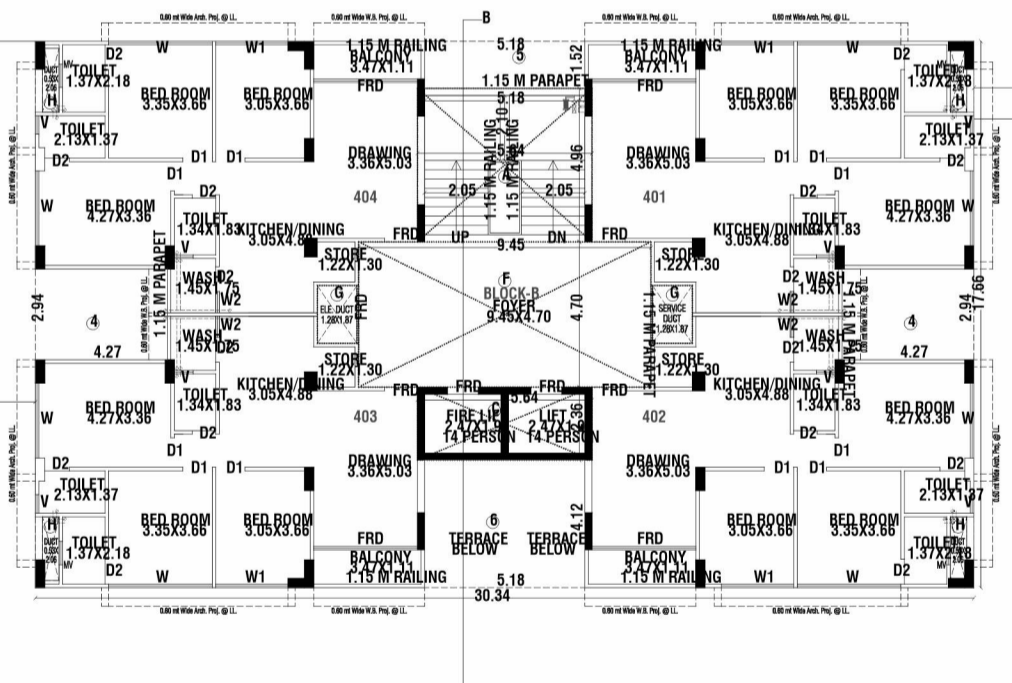 0.60 mt Wide Arch. Proj. @ LL.
0.60 mt Wide W.B. Proj. @ LL.
B
0.60 mt Wide W.B. Proj. @ LL.
0.60 mt Wide Arch. Proj. @ LL.
D2
W
W1
1.15 M RAILING
BALCONY
3.47X1.11
5.18
5
1.52
1.15 M RAILING
BALCONY
3.47X1.11
W1
W
D2
MV
TOILET
1.37X2.18
DUCT
H
BED ROOM
3.35X3.66
BED ROOM
3.05X3.66
FRD
1.15 M PARAPET
5.18
FRD
BED ROOM
3.05X3.66
BED ROOM
3.35X3.66
TOILET
1.37X2.18
MV
H
V
TOILET
2.13X1.37
D2
D1
D1
DRAWING
3.36X5.03
2.10
1.15 M RAILING
1.15 M RAILING
A
4.96
DRAWING
3.36X5.03
D1
D1
TOILET
2.13X1.37
D2
V
D1
D2
404
2.05
2.05
401
D1
D2
W
BED ROOM
4.27X3.36
TOILET
1.34X1.83
V
KITCHEN/DINING
3.05X4.88
FRD
UP
DN
9.45
FRD
KITCHEN/DINING
3.05X4.88
TOILET
1.34X1.83
V
BED ROOM
4.27X3.36
W
STORE
1.22X1.30
STORE
1.22X1.30
1.15 M PARAPET
WASH
1.45X1.75
D2
W2
G
ELE. DUCT
1.28X1.87
FRD
F
BLOCK-B
FOYER
9.45X4.70
4.70
1.15 M PARAPET
G
SERVICE
DUCT
1.28X1.87
D2
W2
WASH
1.45X1.75
1.15 M PARAPET
2.94
4
4.27
2.94
17.66
4
4.27
W2
WASH
1.45X1.75
W2
D2
WASH
1.45X1.75
STORE
1.22X1.30
STORE
1.22X1.30
W
BED ROOM
4.27X3.36
TOILET
1.34X1.83
D2
KITCHEN/DINING
3.05X4.88
FRD
FRD
5.64
FRD
FRD
KITCHEN/DINING
3.05X4.88
TOILET
1.34X1.83
D2
BED ROOM
4.27X3.36
W
403
FIRE LIFT
14 PERSON
C
LIFT
14 PERSON
2.36
402
D1
D1
D2
D1
D1
DRAWING
3.36X5.03
DRAWING
3.36X5.03
D1
D1
D2
TOILET
2.13X1.37
V
TOILET
2.13X1.37
V
H
DUCT
MV
TOILET
1.37X2.18
BED ROOM
3.35X3.66
BED ROOM
3.05X3.66
FRD
6
TERRACE
BELOW
TERRACE
BELOW
4.12
FRD
BED ROOM
3.05X3.66
BED ROOM
3.35X3.66
TOILET
1.37X2.18
H
MV
D2
W
W1
BALCONY
3.47X1.11
1.15 M RAILING
5.18
30.34
BALCONY
3.47X1.11
1.15 M RAILING
W1
W
D2
0.60 mt Wide Arch. Proj. @ LL.
0.60 mt Wide W.B. Proj. @ LL.
0.60 mt Wide W.B. Proj. @ LL.
0.60 mt Wide Arch. Proj. @ LL.